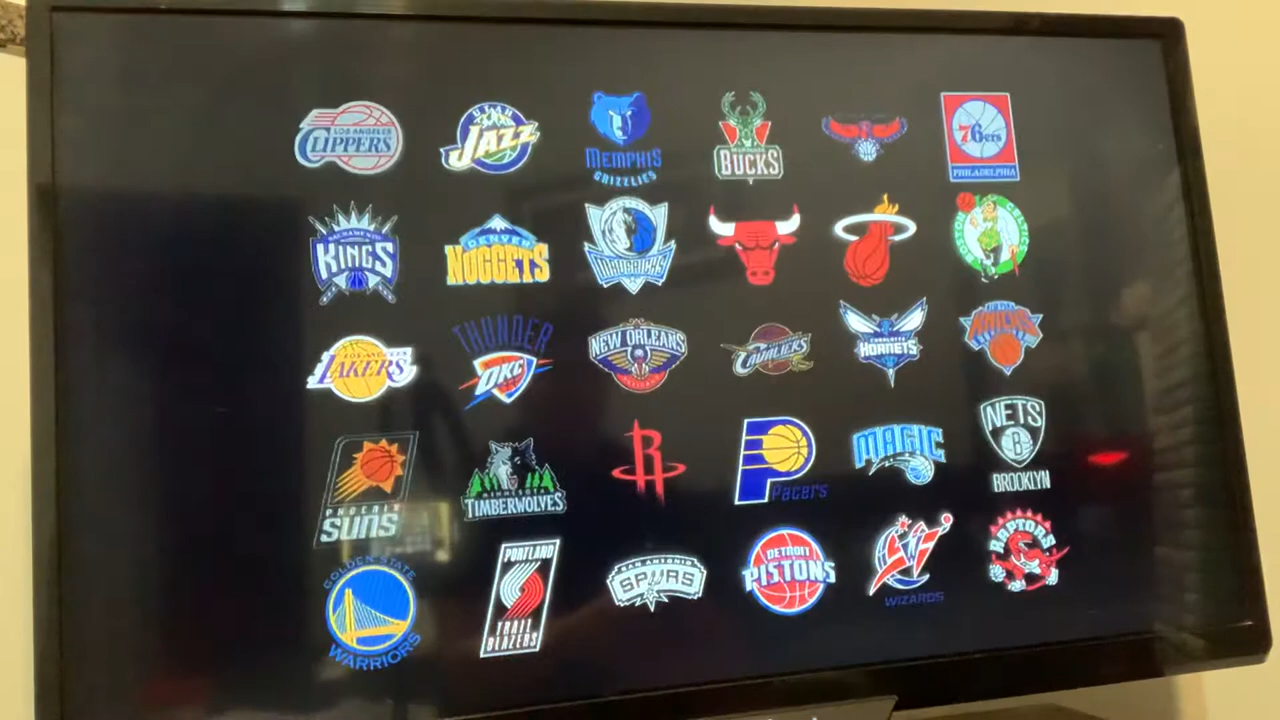 LOS ANGELES
CLIPPERS
UTAH
JAZZ
MEMPHIS
GRIZZLIES
BUCKS
76ers
PHILADELPHIA
SACRAMENTO
KINGS
DENVER
NUGGETS
MAVERICKS
BOSTON
CELTICS
LOS ANGELES
LAKERS
THUNDER
OKC
NEW ORLEANS
PELICANS
CAVALIERS
CHARLOTTE
HORNETS
KNICKS
PHOENIX
SUNS
MINNESOTA
TIMBERWOLVES
R
P
Pacers
MAGIC
NETS
B
BROOKLYN
GOLDEN STATE
WARRIORS
PORTLAND
TRAIL
BLAZERS
SAN ANTONIO
SPURS
DETROIT
PISTONS
W
WIZARDS
RAPTORS